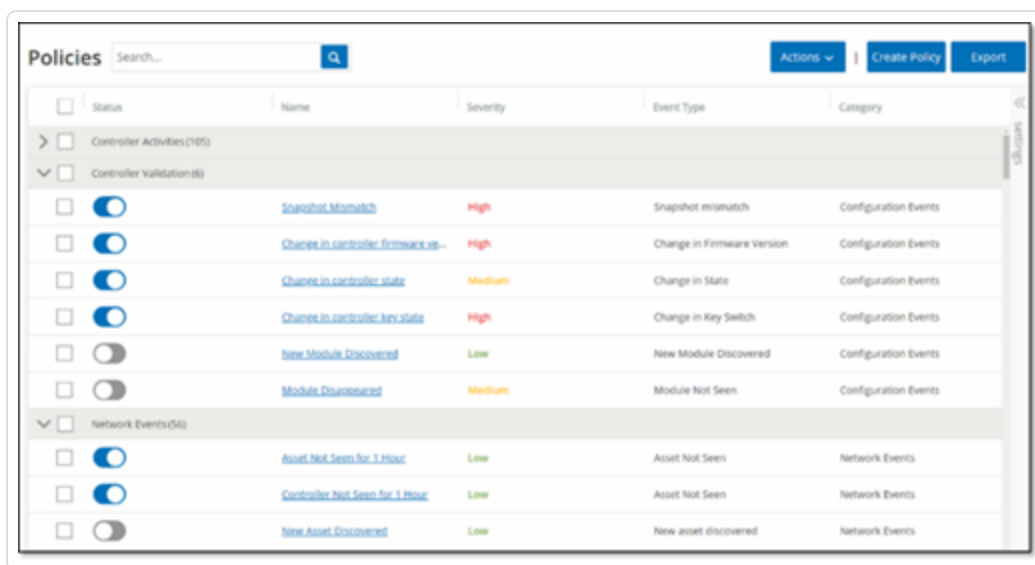 Policies Search... Actions | Create Policy Export
Status Name Severity Event Type Category
Settings
Controller Activities (105)
Controller Validation (6)
Snapshot Mismatch High Snapshot mismatch Configuration Events
Change in controller firmware ve... High Change in Firmware Version Configuration Events
Change in controller state Medium Change in State Configuration Events
Change in controller key state High Change in Key Switch Configuration Events
New Module Discovered Low New Module Discovered Configuration Events
Module Disappeared Medium Module Not Seen Configuration Events
Network Events (56)
Asset Not Seen for 1 Hour Low Asset Not Seen Network Events
Controller Not Seen for 1 Hour Low Asset Not Seen Network Events
New Asset Discovered Low New asset discovered Network Events